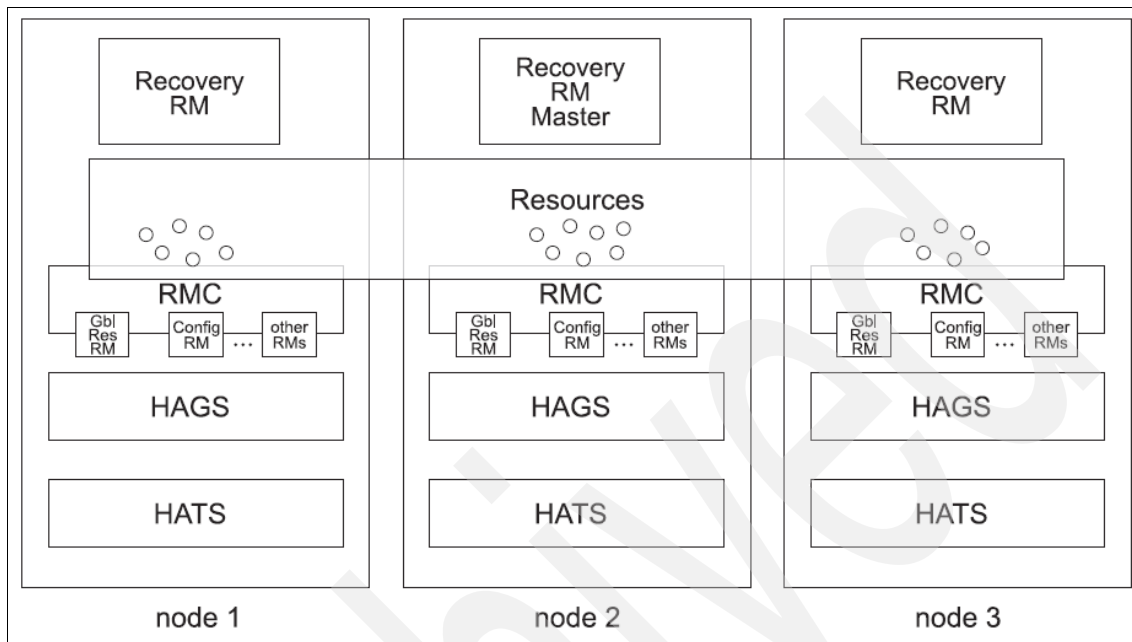 Recovery
RM
Recovery
RM
Master
Recovery
RM
Resources
RMC
RMC
RMC
Gbl
Res
RM
Config
RM
...
other
RMs
Gbl
Res
RM
Config
RM
...
other
RMs
Gbl
Res
RM
Config
RM
...
other
RMs
HAGS
HAGS
HAGS
HATS
HATS
HATS
node 1
node 2
node 3